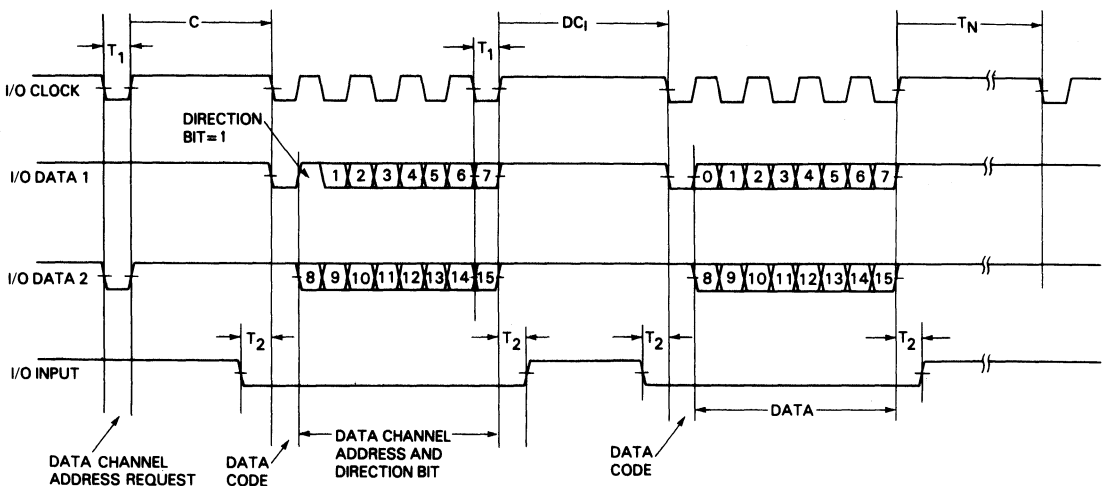 C
DC₁
T_N
T₁
T₁
I/O CLOCK
DIRECTION
BIT=1
I/O DATA 1
1 2 3 4 5 6 7
0 1 2 3 4 5 6 7
I/O DATA 2
8 9 10 11 12 13 14 15
8 9 10 11 12 13 14 15
T₂
T₂
T₂
T₂
I/O INPUT
DATA CHANNEL
ADDRESS REQUEST
DATA
CODE
DATA CHANNEL
ADDRESS AND
DIRECTION BIT
DATA
CODE
DATA